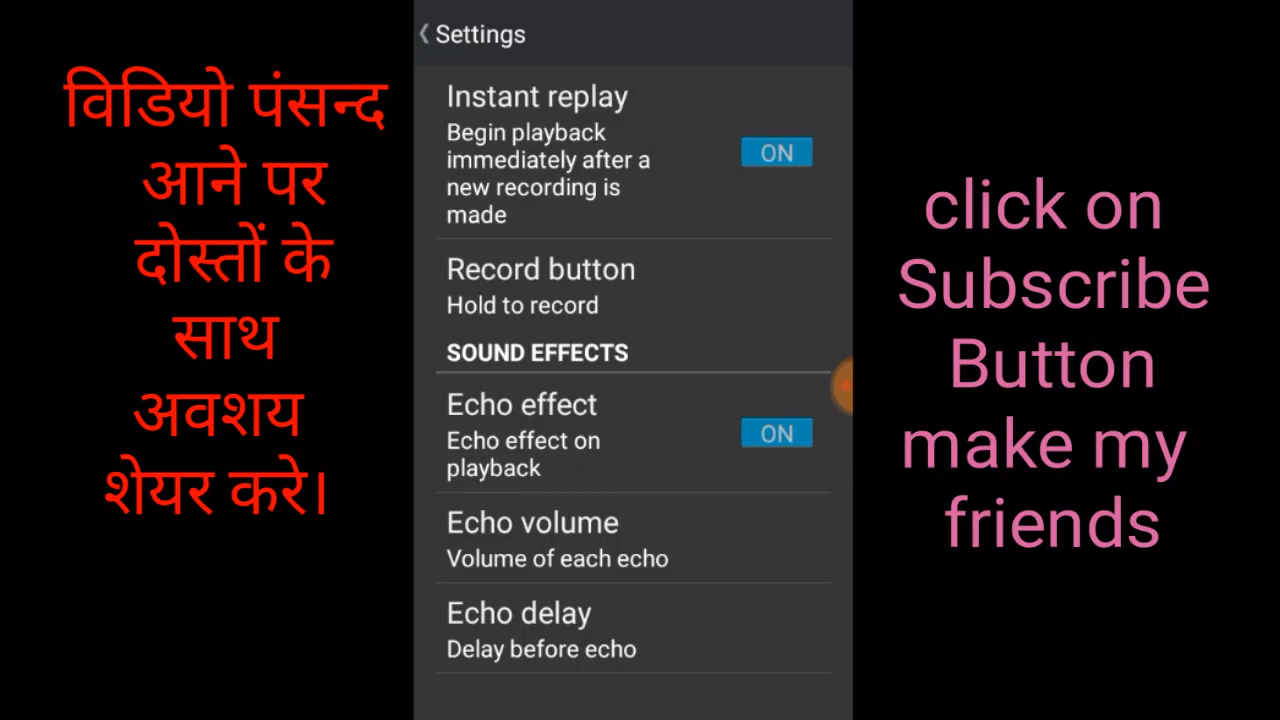 विडियो पंसन्द
आने पर
दोस्तों के
साथ
अवशय
शेयर करे।
Settings
Instant replay
Begin playback
immediately after a
new recording is
made
ON
Record button
Hold to record
SOUND EFFECTS
Echo effect
Echo effect on
playback
ON
Echo volume
Volume of each echo
Echo delay
Delay before echo
click on
Subscribe
Button
make my
friends